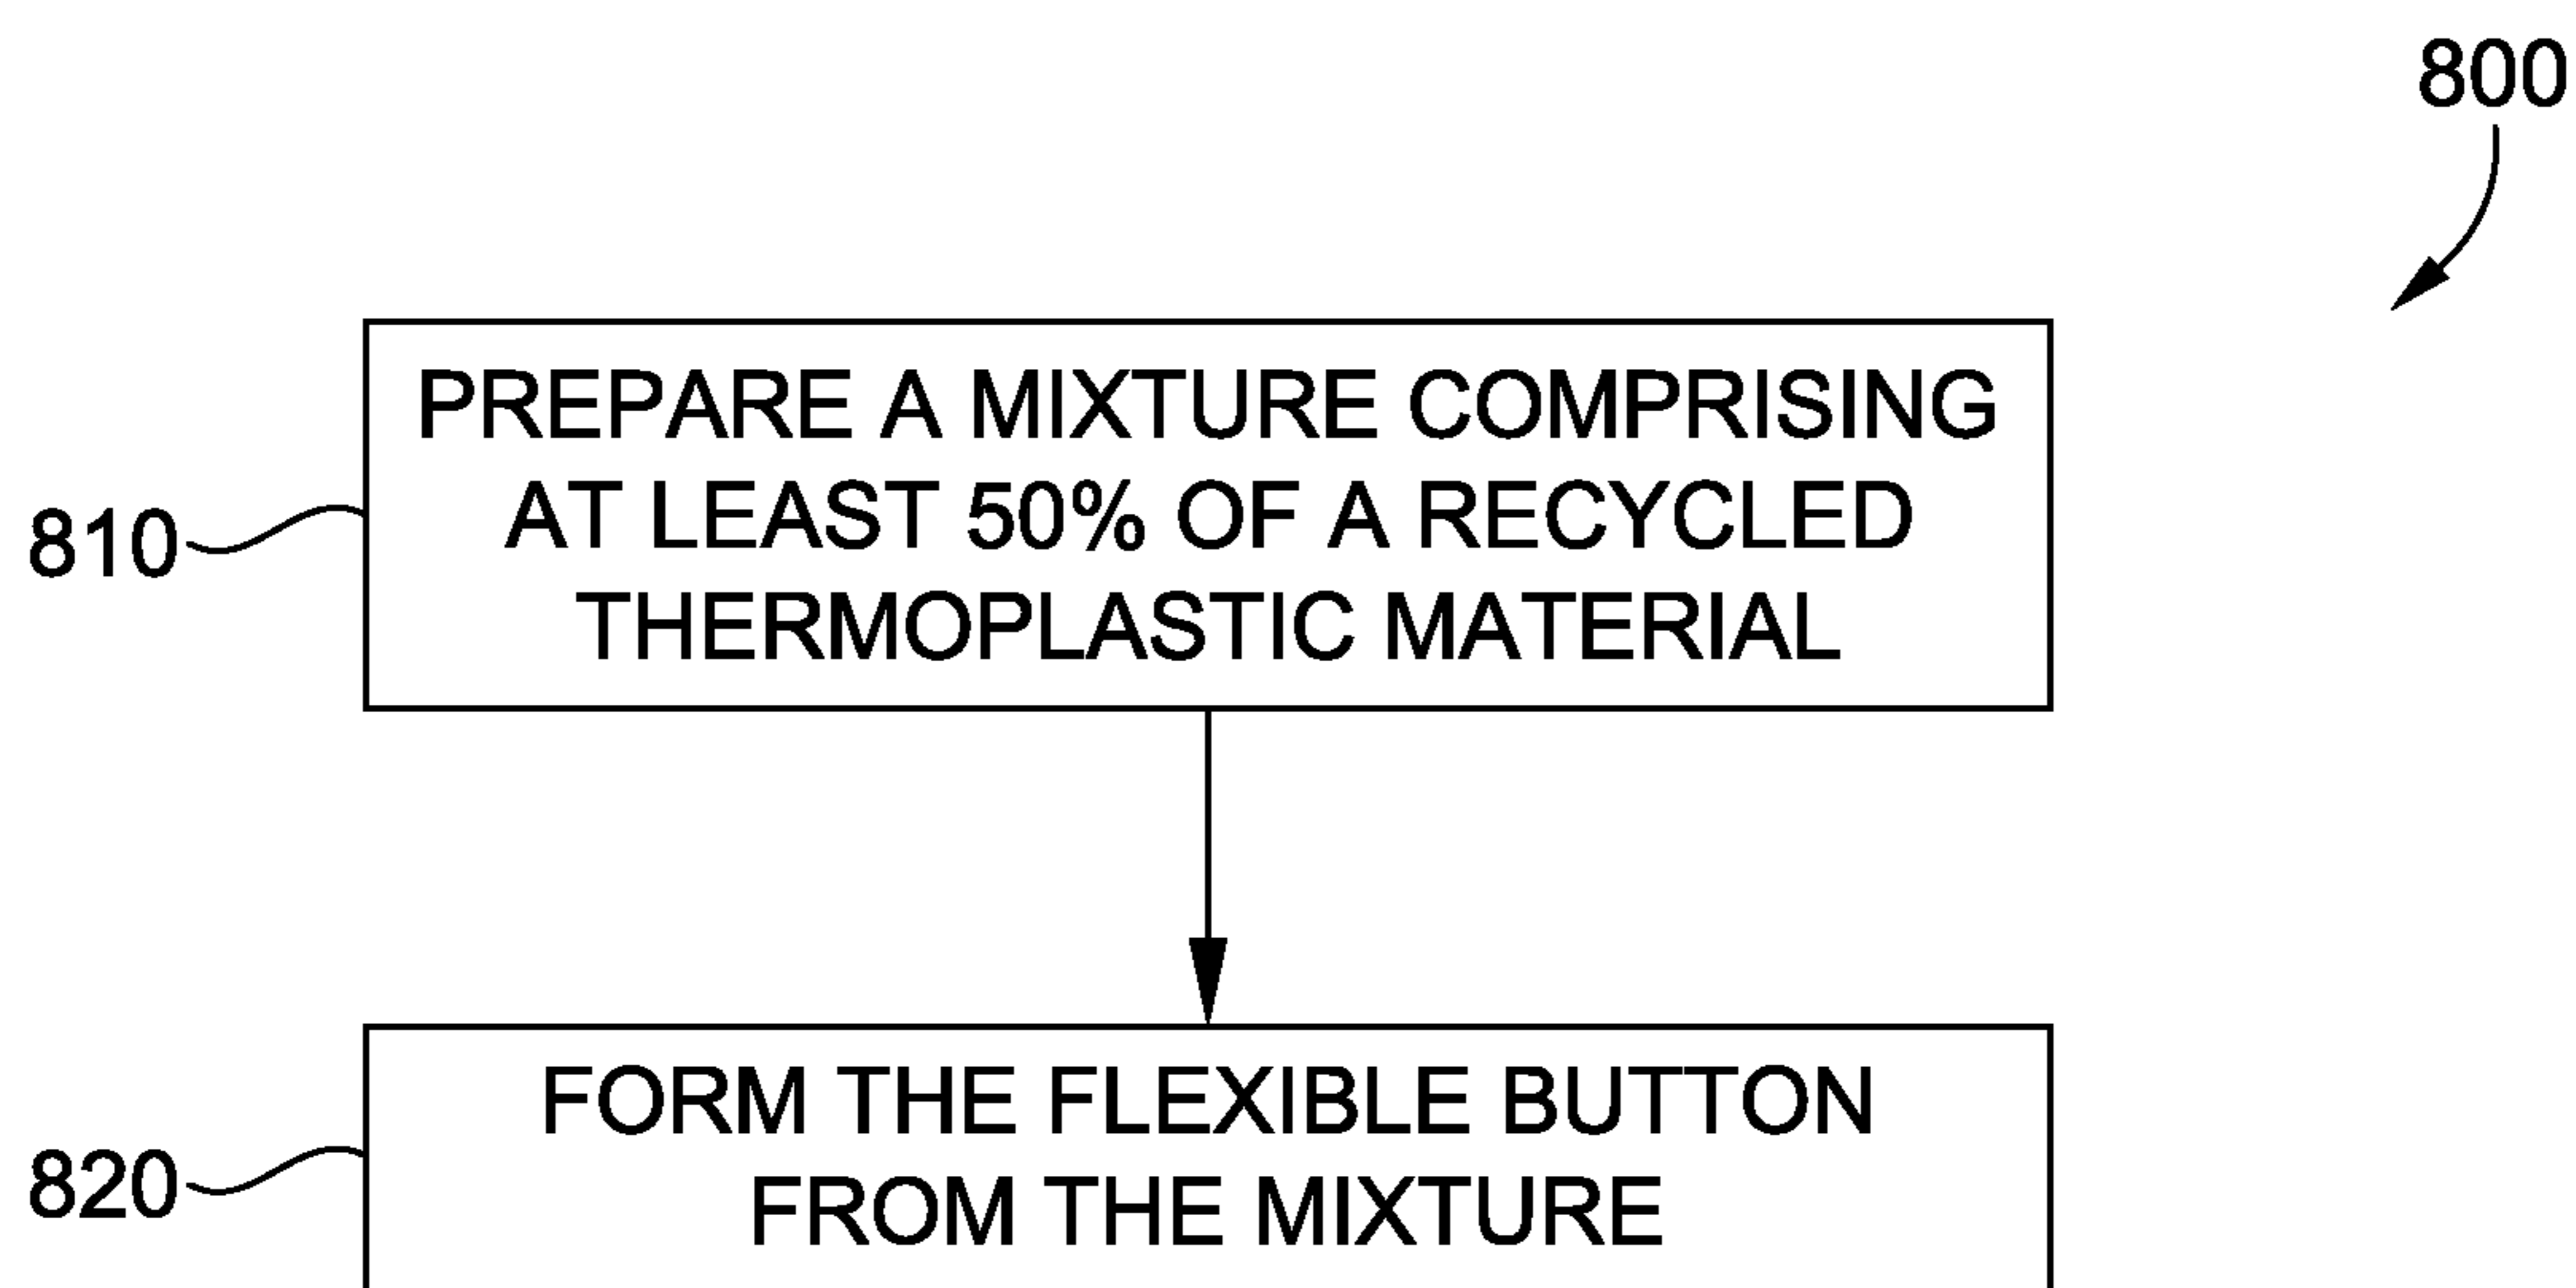 800
PREPARE A MIXTURE COMPRISING
AT LEAST 50% OF A RECYCLED
THERMOPLASTIC MATERIAL
810
FORM THE FLEXIBLE BUTTON
FROM THE MIXTURE
820